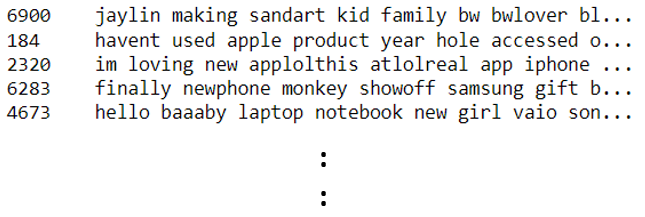 6900 jaylin making sandart kid family bw bwlover bl...
184 havent used apple product year hole accessed o...
2320 im loving new applolthis atlolreal app iphone ...
6283 finally newphone monkey showoff samsung gift b...
4673 hello baaaby laptop notebook new girl vaio son...
:
: